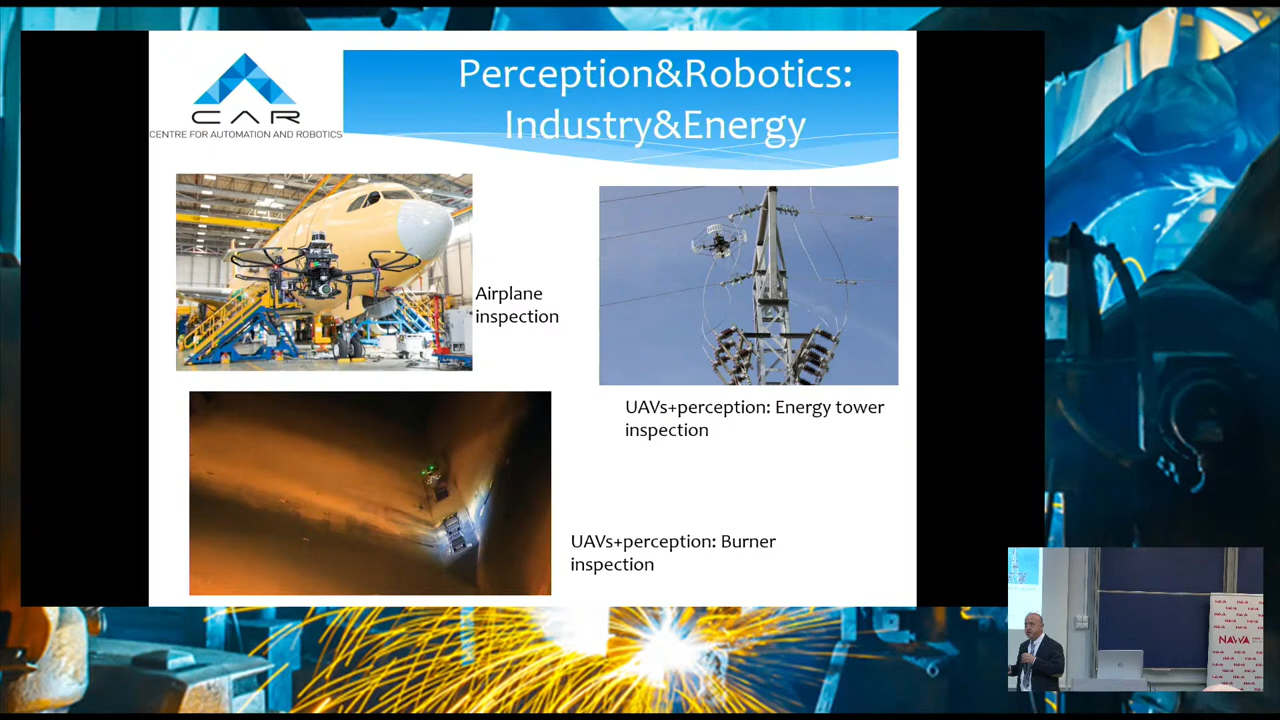 Perception&Robotics:
Industry&Energy
CAR
CENTRE FOR AUTOMATION AND ROBOTICS
Airplane
inspection
UAVs+perception: Energy tower
inspection
UAVs+perception: Burner
inspection
NAWA